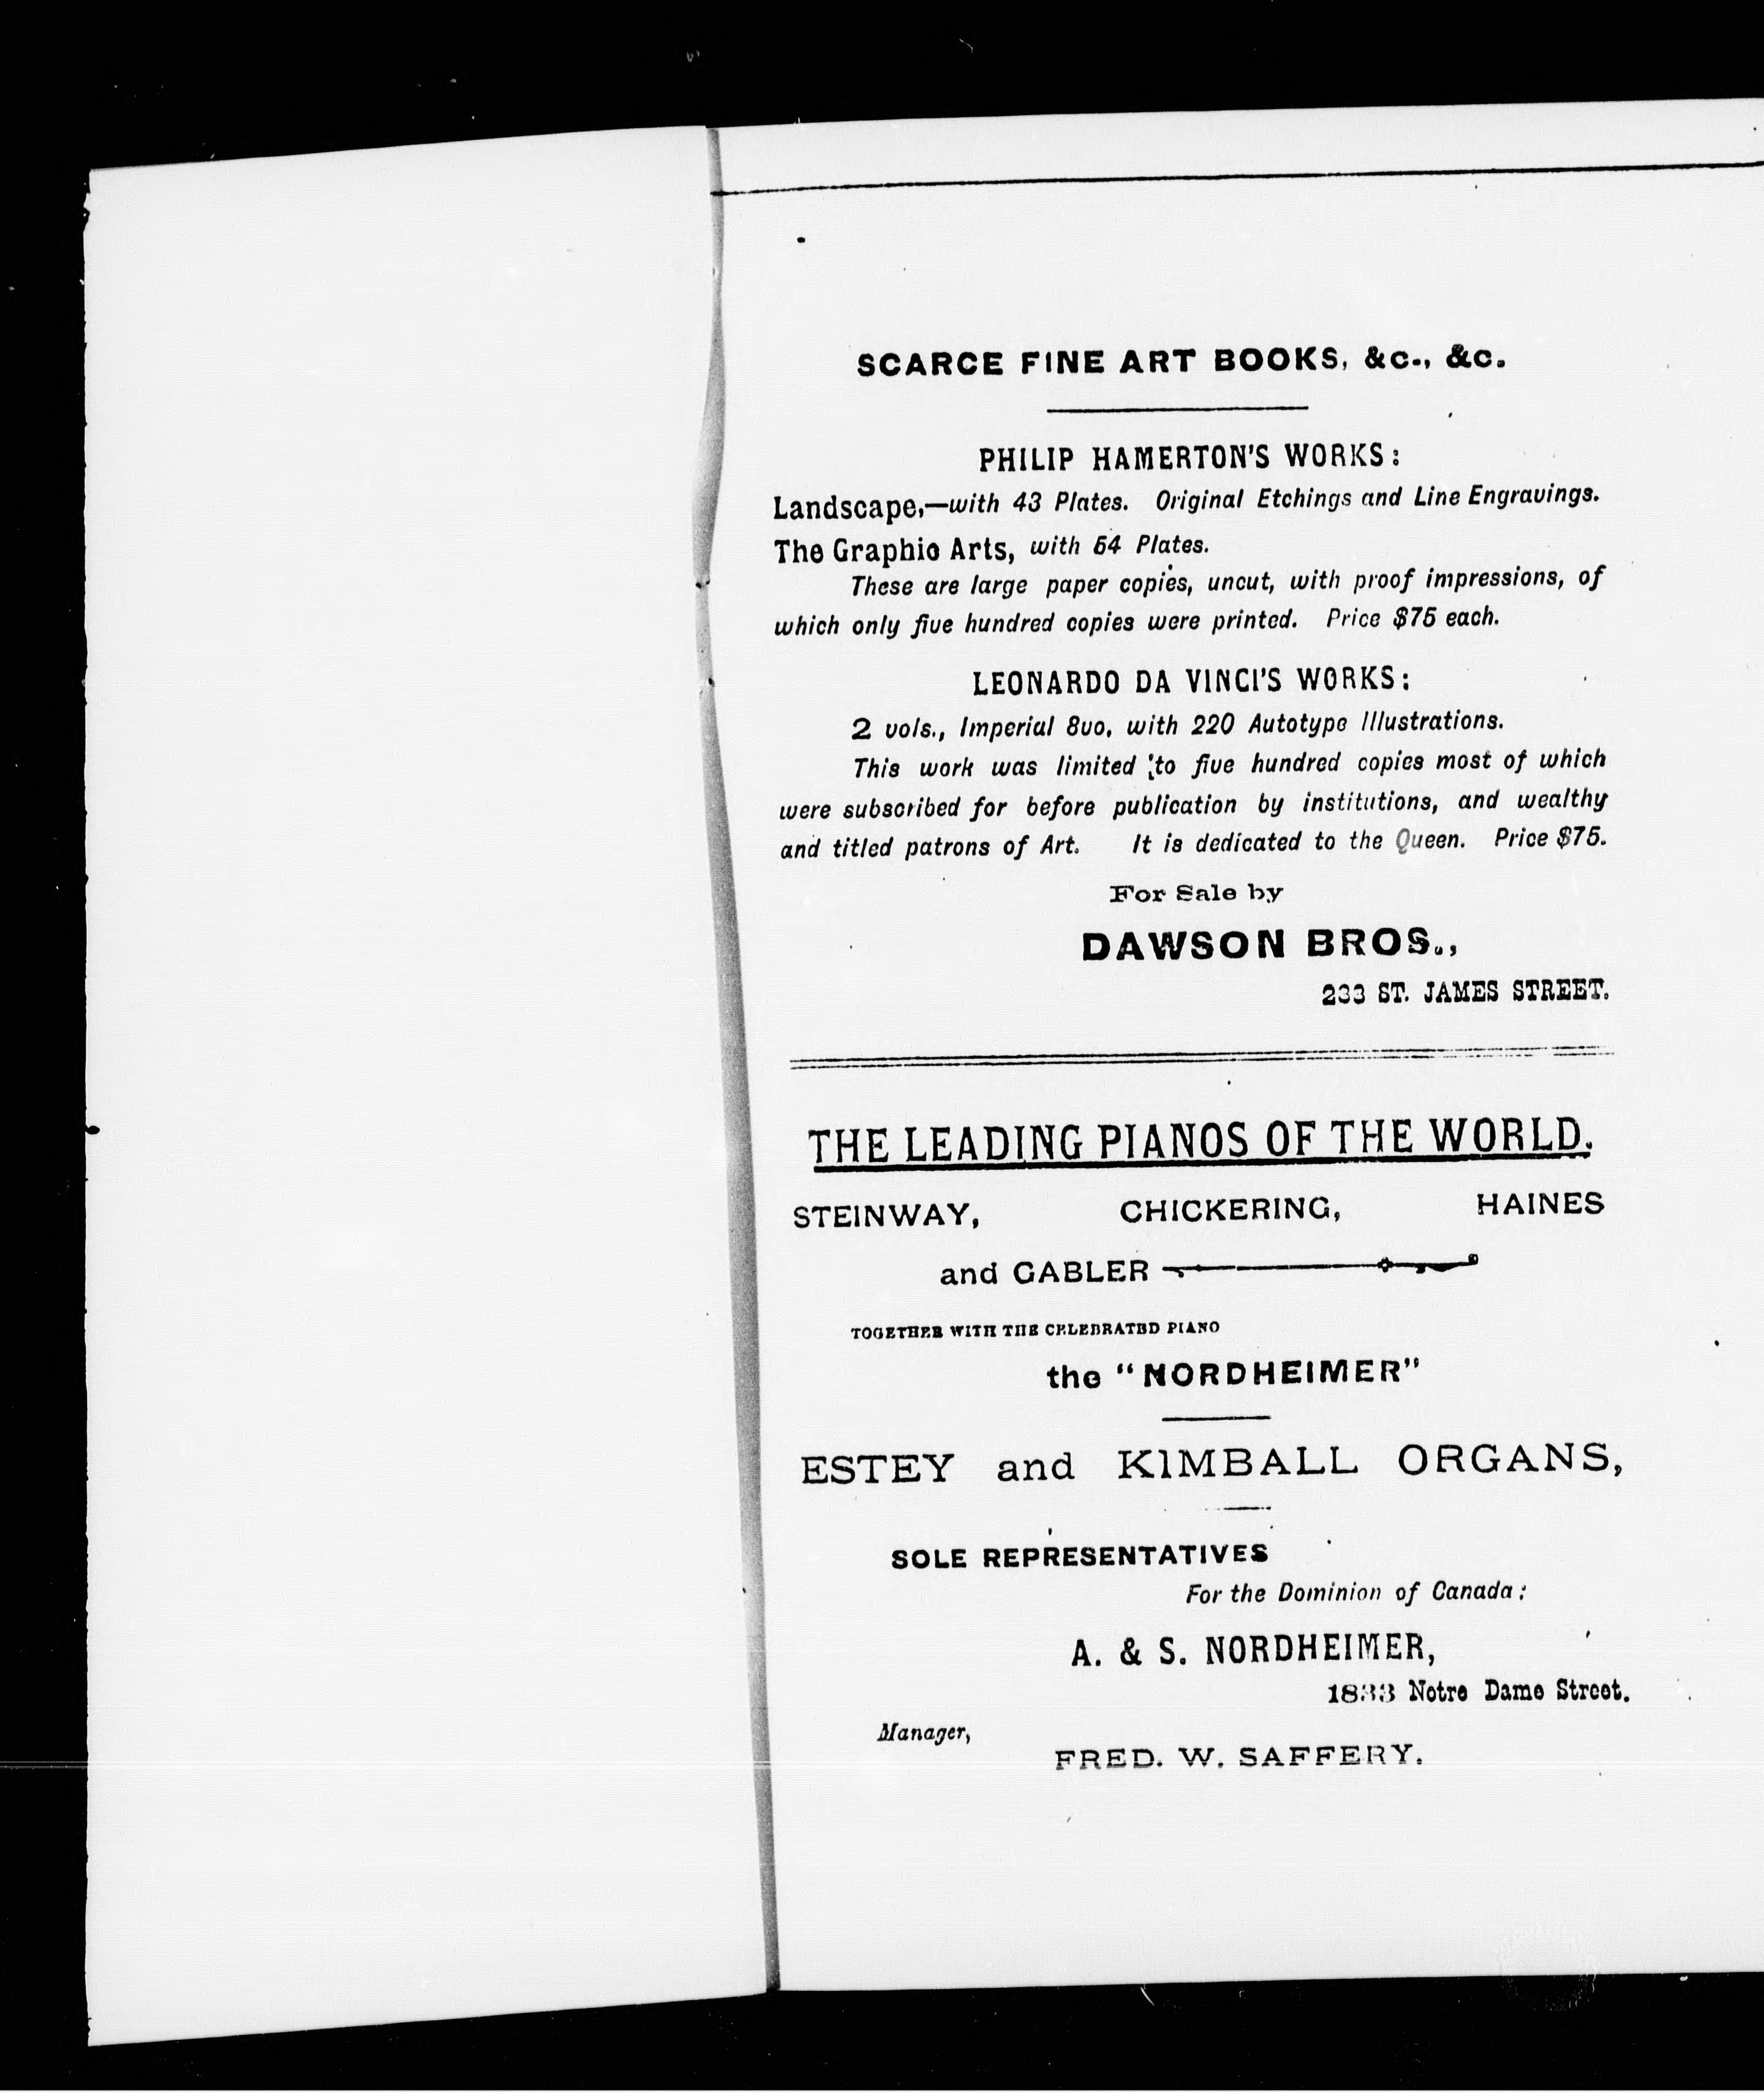 SCARCE FINE ART BOOKS, &c., &c.
PHILIP HAMERTON'S WORKS:
Landscape,—with 43 Plates. Original Etchings and Line Engravings.
The Graphic Arts, with 54 Plates.
These are large paper copies, uncut, with proof impressions, of
which only five hundred copies were printed. Price $75 each.
LEONARDO DA VINCI'S WORKS:
2 vols., Imperial 8vo, with 220 Autotype Illustrations.
This work was limited to five hundred copies most of which
were subscribed for before publication by institutions, and wealthy
and titled patrons of Art. It is dedicated to the Queen. Price $75.
For Sale by
DAWSON BROS.,
233 ST. JAMES STREET.
THE LEADING PIANOS OF THE WORLD.
STEINWAY, CHICKERING, HAINES
and GABLER
TOGETHER WITH THE CELEBRATED PIANO
the "NORDHEIMER"
ESTEY and KIMBALL ORGANS,
SOLE REPRESENTATIVES
For the Dominion of Canada:
A. & S. NORDHEIMER,
1833 Notre Dame Street.
Manager,
FRED. W. SAFFERY.